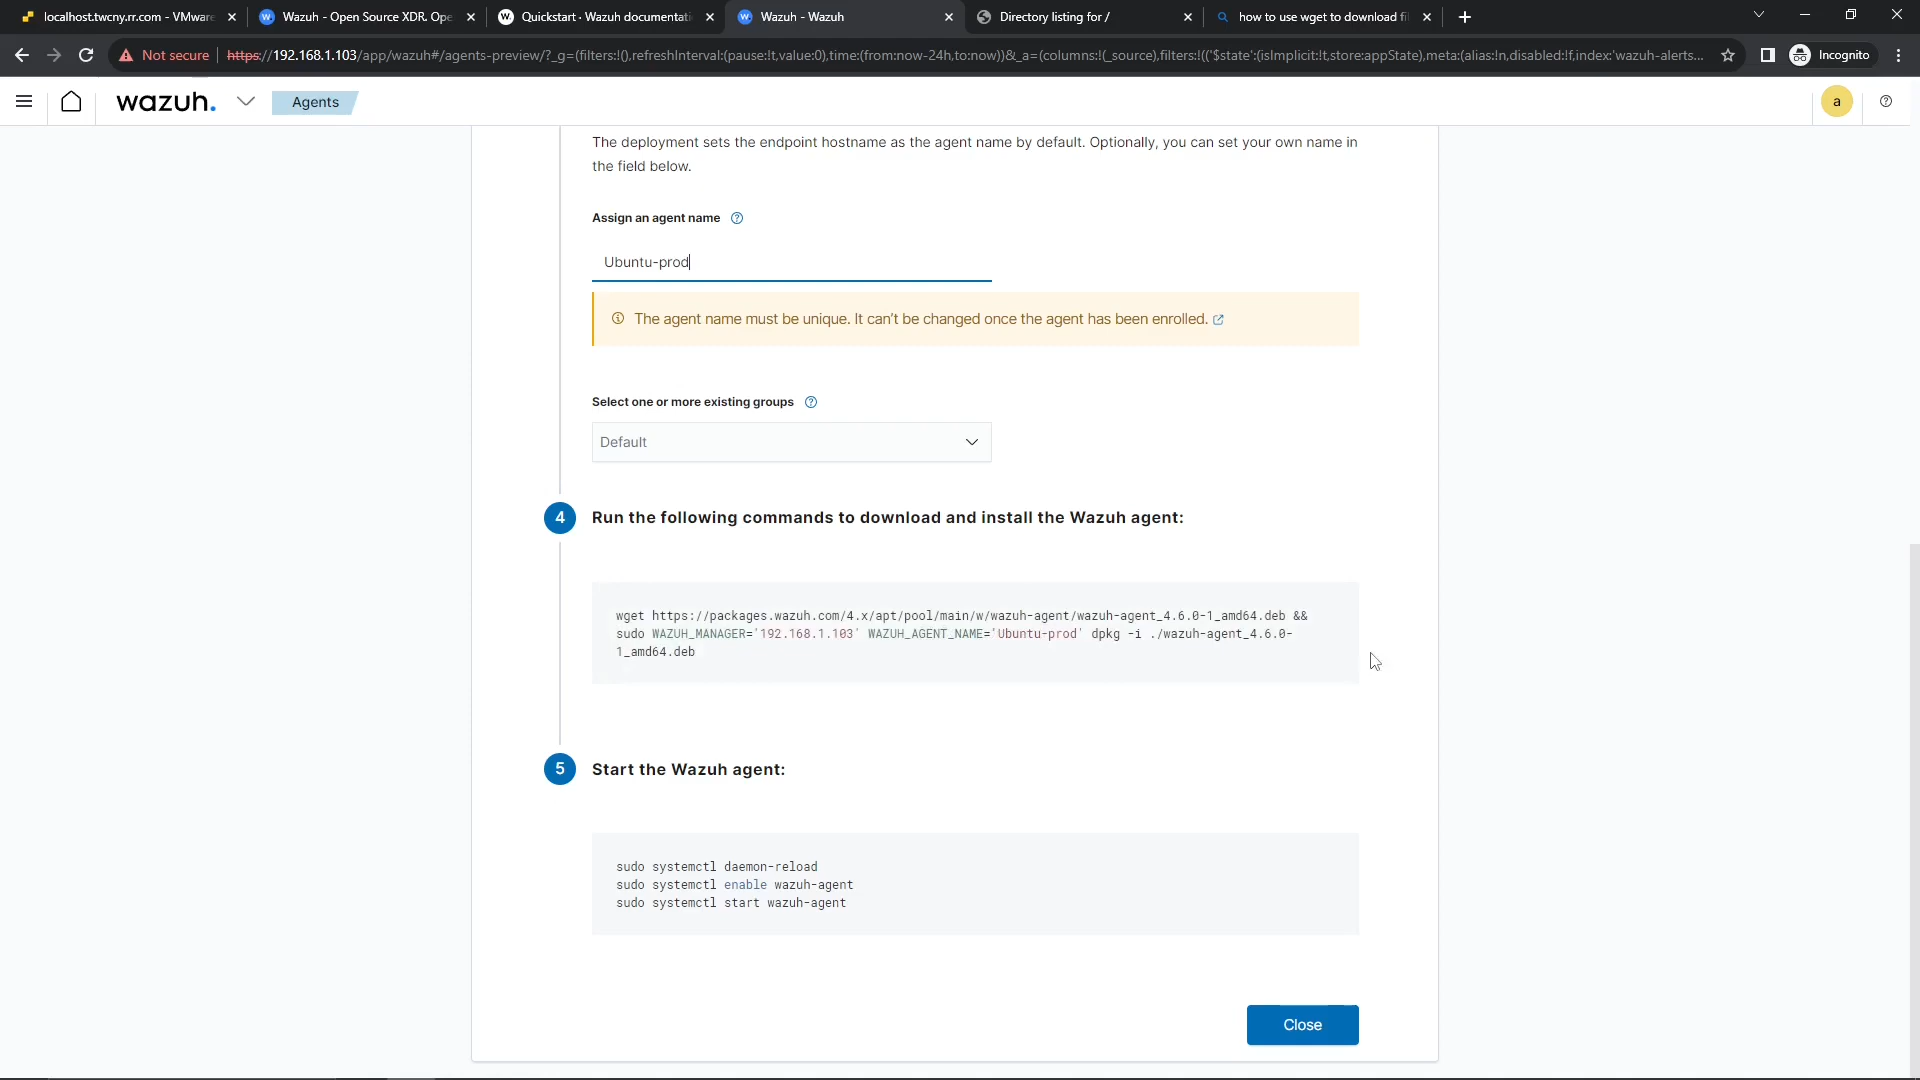 localhost.twcny.rr.com - VMware
Wazuh - Open Source XDR. Ope
Quickstart · Wazuh documentati
Wazuh - Wazuh
Directory listing for /
how to use wget to download fi
Not secure
https://192.168.1.103/app/wazuh#/agents-preview/?_g=(filters:!(),refreshInterval:(pause:!t,value:0),time:(from:now-24h,to:now))&_a=(columns:!(_source),filters:!(('$state':(isImplicit:!t,store:appState),meta:(alias:!n,disabled:!f,index:'wazuh-alerts...
Incognito
wazuh.
Agents
a
The deployment sets the endpoint hostname as the agent name by default. Optionally, you can set your own name in
the field below.
Assign an agent name
Ubuntu-prod
The agent name must be unique. It can't be changed once the agent has been enrolled.
Select one or more existing groups
Default
4
Run the following commands to download and install the Wazuh agent:
wget https://packages.wazuh.com/4.x/apt/pool/main/w/wazuh-agent/wazuh-agent_4.6.0-1_amd64.deb &&
sudo WAZUH_MANAGER='192.168.1.103' WAZUH_AGENT_NAME='Ubuntu-prod' dpkg -i ./wazuh-agent_4.6.0-
1_amd64.deb
5
Start the Wazuh agent:
sudo systemctl daemon-reload
sudo systemctl enable wazuh-agent
sudo systemctl start wazuh-agent
Close